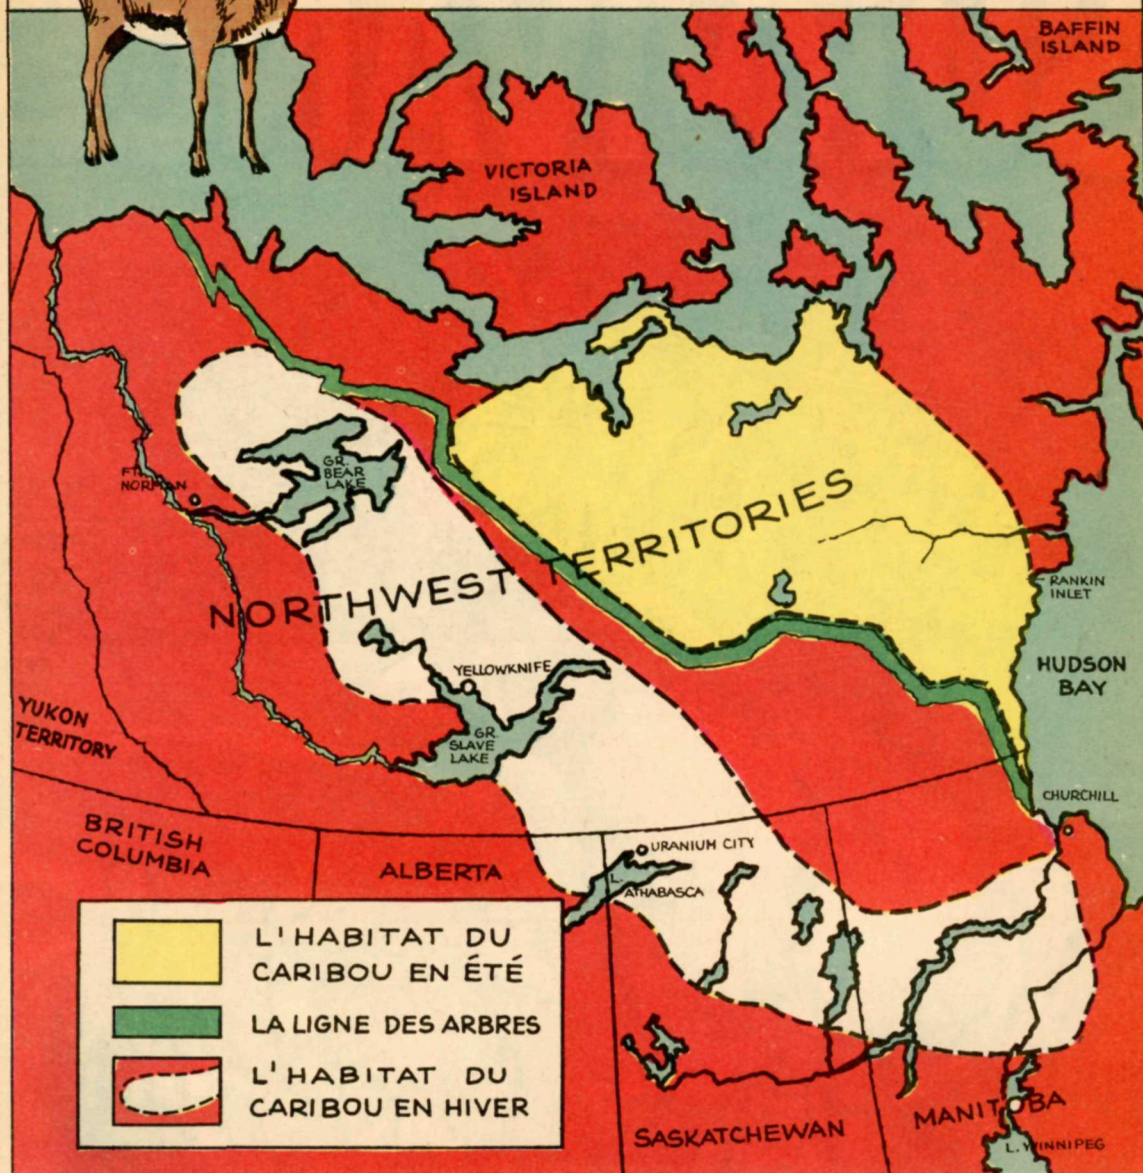 BAFFIN
ISLAND
VICTORIA
ISLAND
GR.
BEAR
LAKE
FT.
NORMAN
NORTHWEST TERRITORIES
RANKIN
INLET
HUDSON
BAY
YELLOWKNIFE
GR.
SLAVE
LAKE
YUKON
TERRITORY
CHURCHILL
BRITISH
COLUMBIA
ALBERTA
URANIUM CITY
L.
ATHABASCA
L'HABITAT DU
CARIBOU EN ÉTÉ
LA LIGNE DES ARBRES
L'HABITAT DU
CARIBOU EN HIVER
SASKATCHEWAN
MANITOBA
L. WINNIPEG